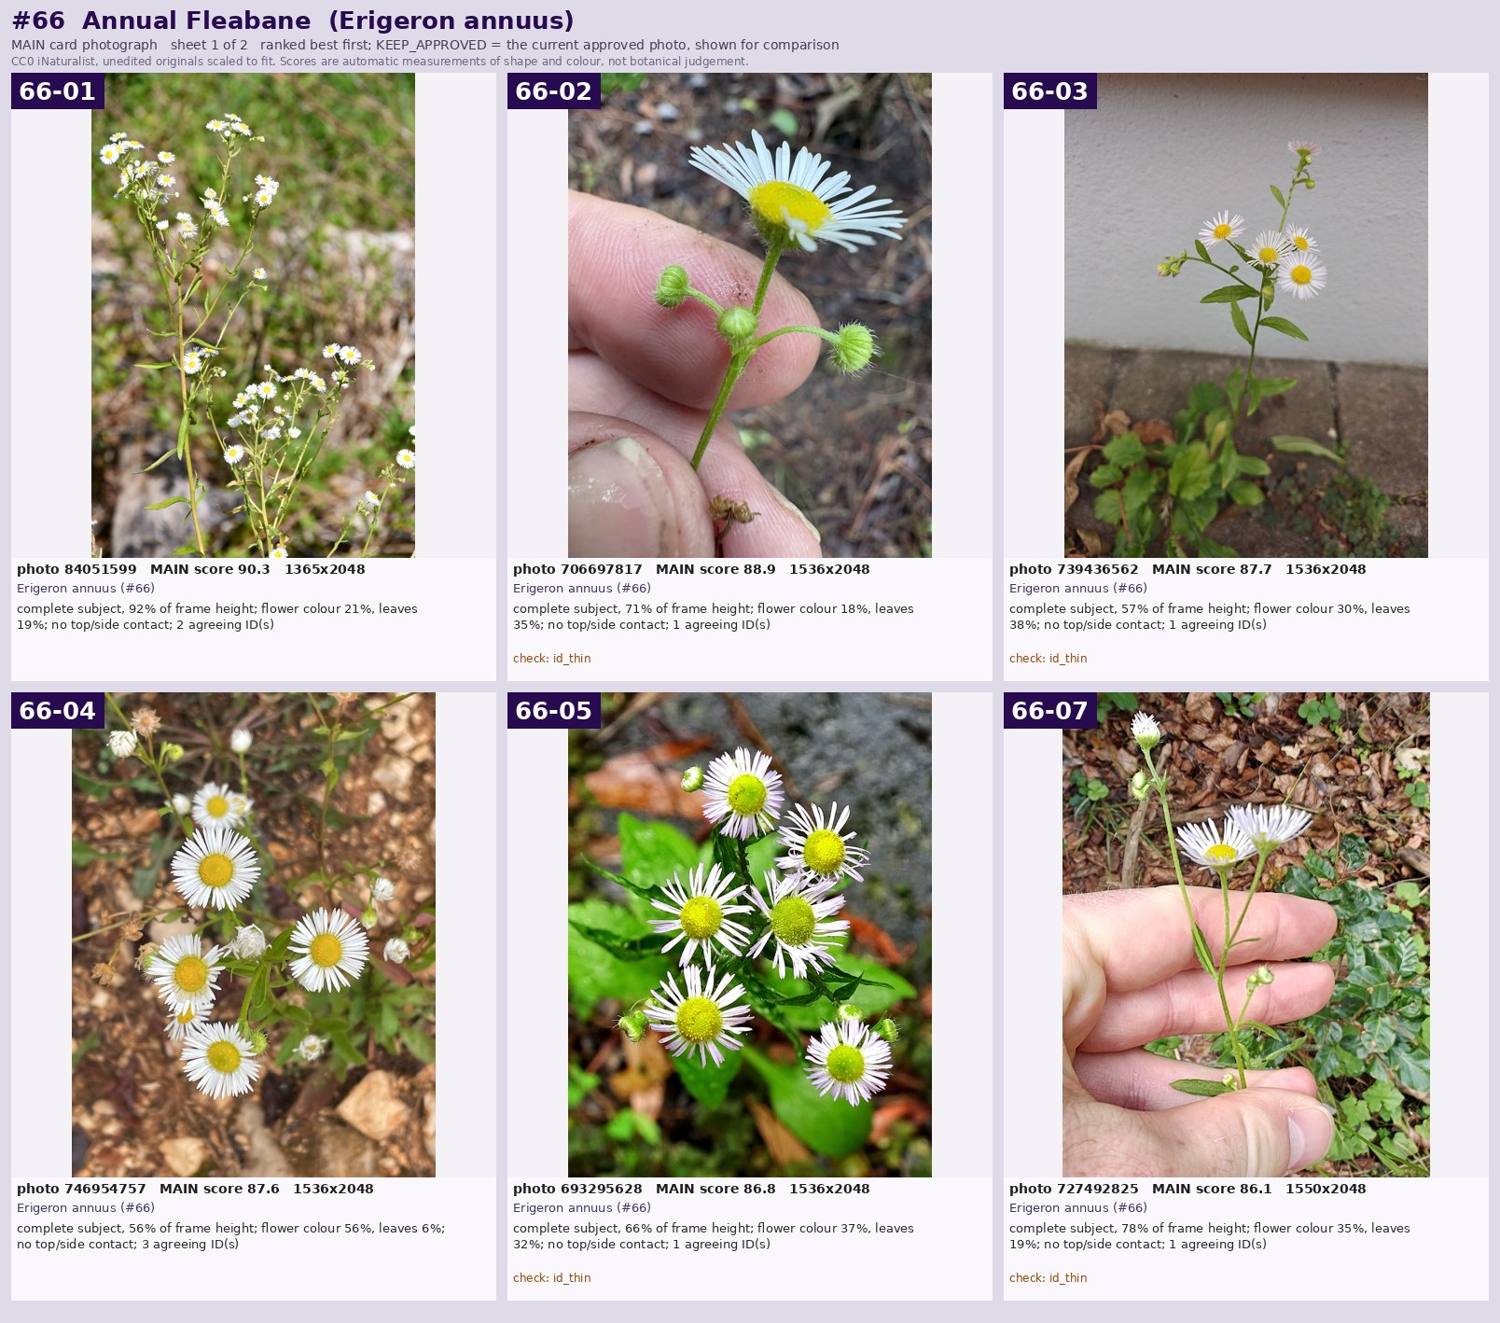 #66 Annual Fleabane (Erigeron annuus)
MAIN card photograph sheet 1 of 2 ranked best first; KEEP_APPROVED = the current approved photo, shown for comparison
CC0 iNaturalist, unedited originals scaled to fit. Scores are automatic measurements of shape and colour, not botanical judgement.
66-01
photo 84051599 MAIN score 90.3 1365x2048
Erigeron annuus (#66)
complete subject, 92% of frame height; flower colour 21%, leaves
19%; no top/side contact; 2 agreeing ID(s)
66-02
photo 706697817 MAIN score 88.9 1536x2048
Erigeron annuus (#66)
complete subject, 71% of frame height; flower colour 18%, leaves
35%; no top/side contact; 1 agreeing ID(s)
check: id_thin
66-03
photo 739436562 MAIN score 87.7 1536x2048
Erigeron annuus (#66)
complete subject, 57% of frame height; flower colour 30%, leaves
38%; no top/side contact; 1 agreeing ID(s)
check: id_thin
66-04
photo 746954757 MAIN score 87.6 1536x2048
Erigeron annuus (#66)
complete subject, 56% of frame height; flower colour 56%, leaves 6%;
no top/side contact; 3 agreeing ID(s)
66-05
photo 693295628 MAIN score 86.8 1536x2048
Erigeron annuus (#66)
complete subject, 66% of frame height; flower colour 37%, leaves
32%; no top/side contact; 1 agreeing ID(s)
check: id_thin
66-07
photo 727492825 MAIN score 86.1 1550x2048
Erigeron annuus (#66)
complete subject, 78% of frame height; flower colour 35%, leaves
19%; no top/side contact; 1 agreeing ID(s)
check: id_thin